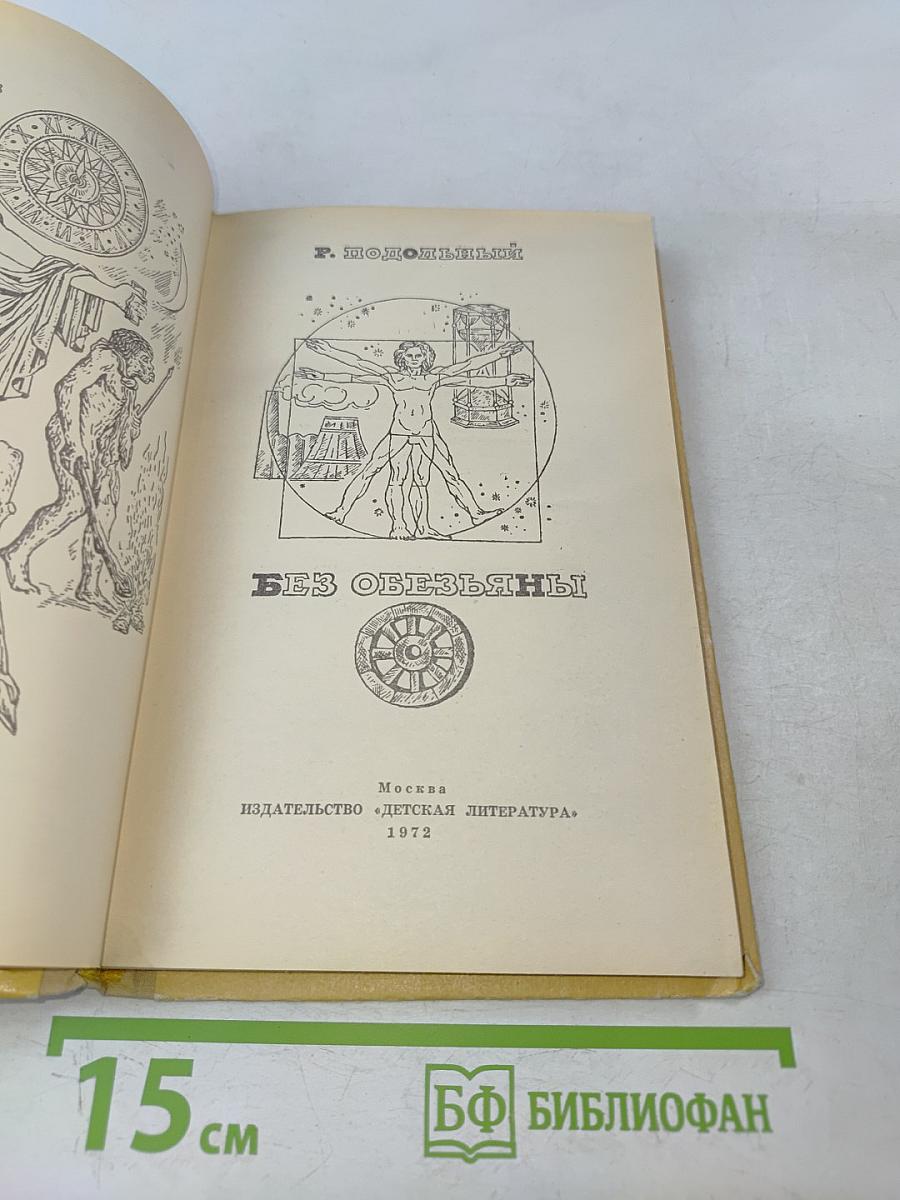 Р. ПОДОЛЬНЫЙ
БЕЗ ОБЕЗЬЯНЫ
Москва
ИЗДАТЕЛЬСТВО «ДЕТСКАЯ ЛИТЕРАТУРА»
1972
15 см
БФ БИБЛИОФАН